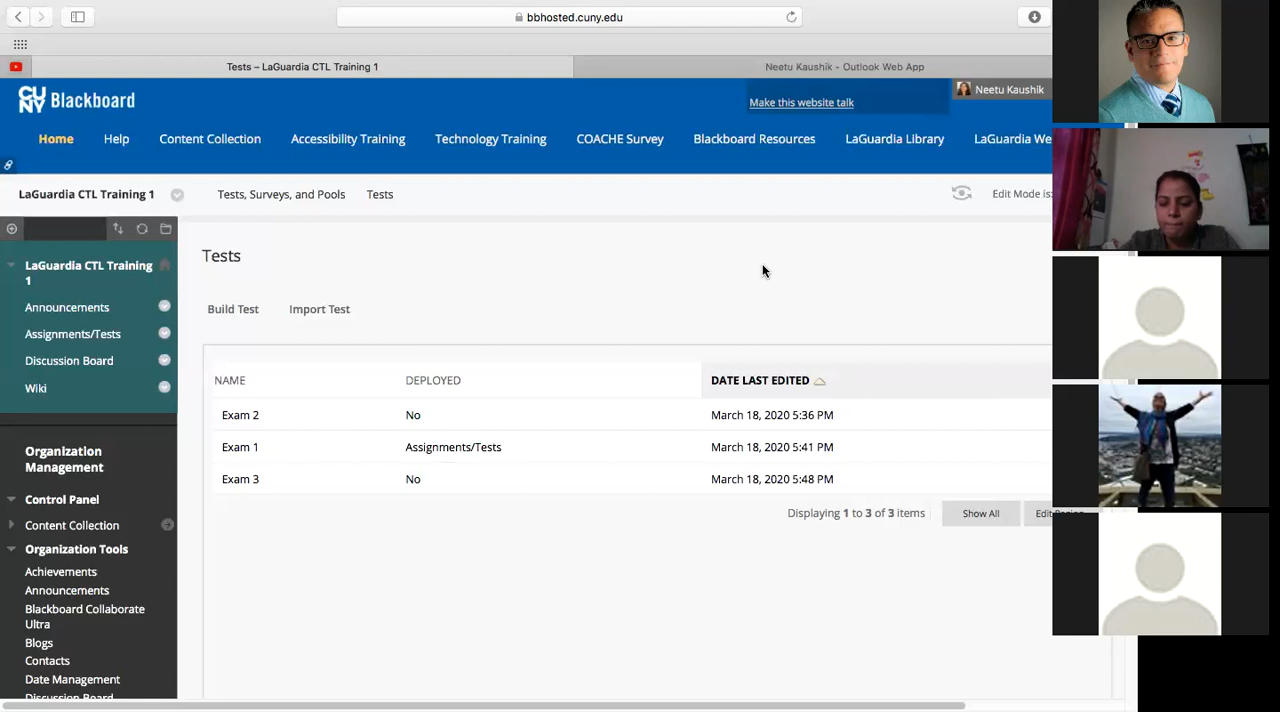 bbhosted.cuny.edu
Tests – LaGuardia CTL Training 1
Neetu Kaushik - Outlook Web App
CUNY Blackboard
Make this website talk
Neetu Kaushik
Home
Help
Content Collection
Accessibility Training
Technology Training
COACHE Survey
Blackboard Resources
LaGuardia Library
LaGuardia We
LaGuardia CTL Training 1
Tests, Surveys, and Pools
Tests
Edit Mode is:
LaGuardia CTL Training
1
Announcements
Assignments/Tests
Discussion Board
Wiki
Organization
Management
Control Panel
Content Collection
Organization Tools
Achievements
Announcements
Blackboard Collaborate
Ultra
Blogs
Contacts
Date Management
Discussion Board
Tests
Build Test
Import Test
NAME
DEPLOYED
DATE LAST EDITED
Exam 2
No
March 18, 2020 5:36 PM
Exam 1
Assignments/Tests
March 18, 2020 5:41 PM
Exam 3
No
March 18, 2020 5:48 PM
Displaying 1 to 3 of 3 items
Show All
Edit Paging